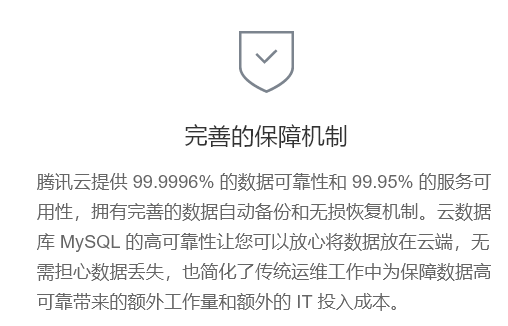 完善的保障机制
腾讯云提供 99.9996% 的数据可靠性和 99.95% 的服务可
用性，拥有完善的数据自动备份和无损恢复机制。云数据
库 MySQL 的高可靠性让您可以放心将数据放在云端，无
需担心数据丢失，也简化了传统运维工作中为保障数据高
可靠带来的额外工作量和额外的 IT 投入成本。